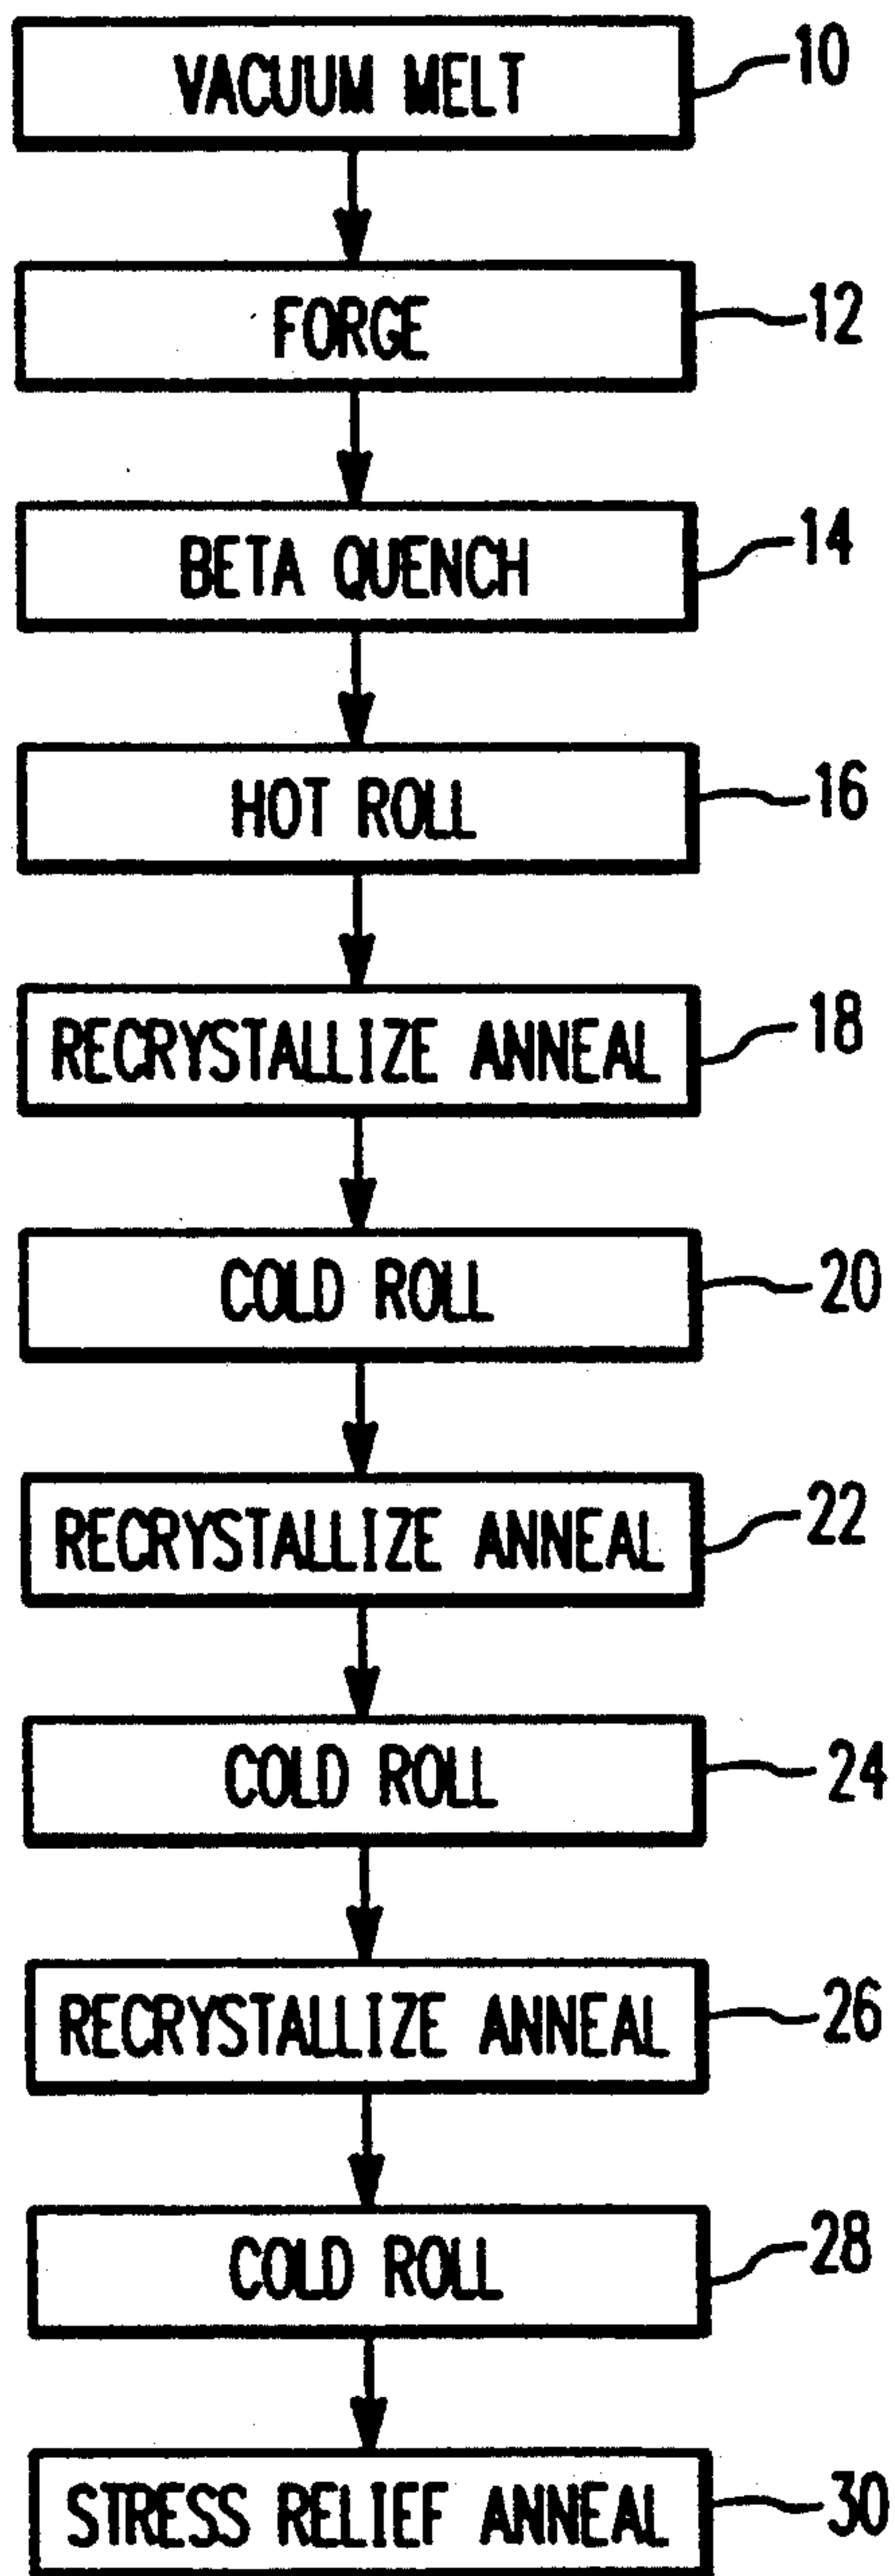 VACUUM MELT 10
FORGE 12
BETA QUENCH 14
HOT ROLL 16
RECRYSTALLIZE ANNEAL 18
COLD ROLL 20
RECRYSTALLIZE ANNEAL 22
COLD ROLL 24
RECRYSTALLIZE ANNEAL 26
COLD ROLL 28
STRESS RELIEF ANNEAL 30